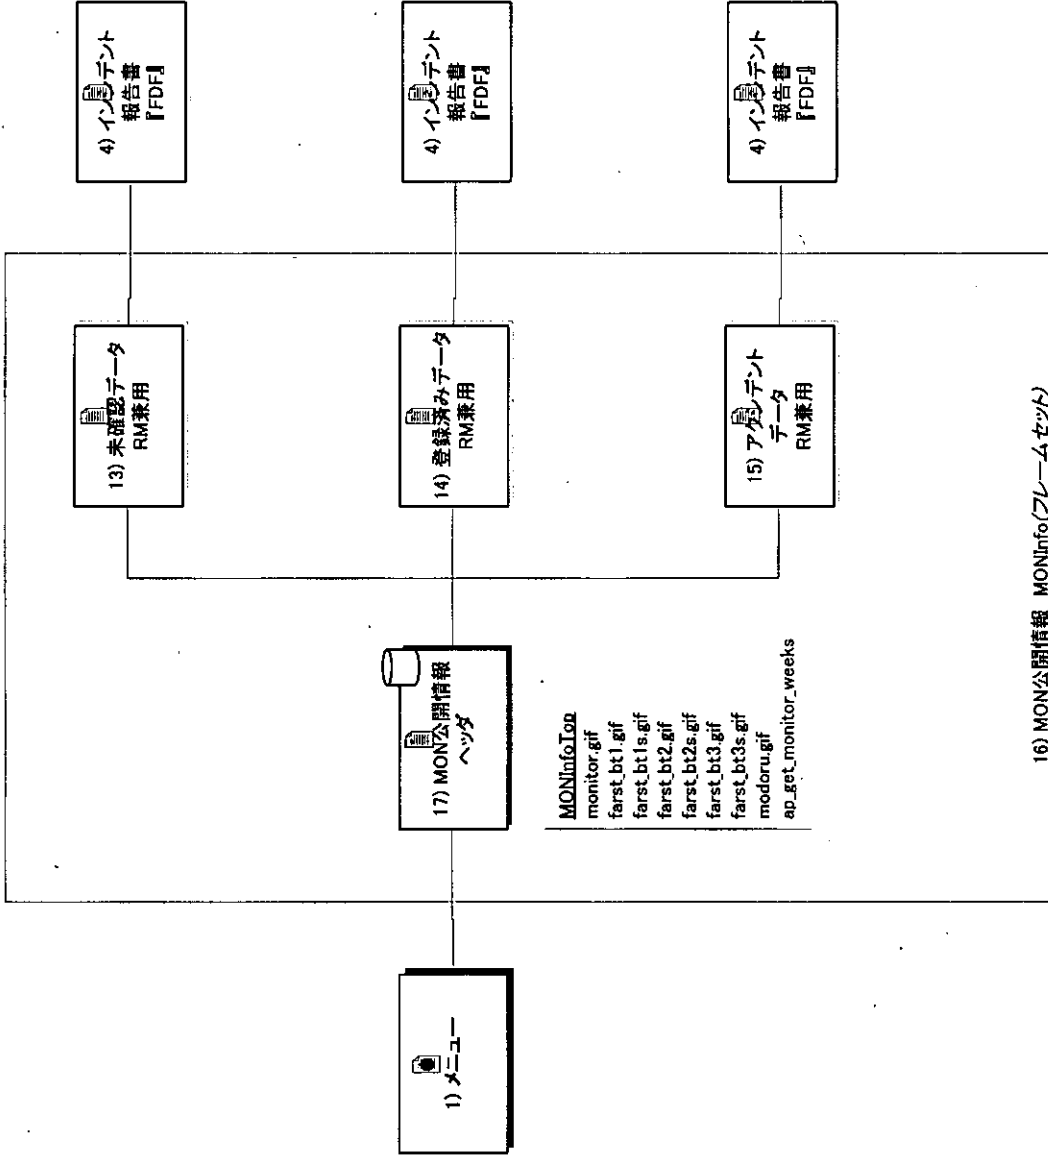 1) メニュー
17) MON公開情報
ヘッダ
MONInfoTop
monitor.gif
farst_bt1.gif
farst_bt1s.gif
farst_bt2.gif
farst_bt2s.gif
farst_bt3.gif
farst_bt3s.gif
modoru.gif
ap_get_monitor_weeks
13) 未確認データ
RM兼用
14) 登録済みデータ
RM兼用
15) アクシデント
データ
RM兼用
4) インシデント
報告書
『FDF』
4) インシデント
報告書
『FDF』
4) インシデント
報告書
『FDF』
16) MON公開情報 MONInfo(フレームセット)